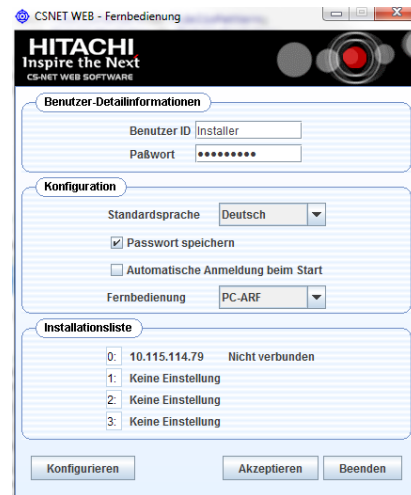 CSNET WEB - Fernbedienung
HITACHI
Inspire the Next
CS-NET WEB SOFTWARE
Benutzer-Detailinformationen
Benutzer ID Installer
Paßwort •••••••••
Konfiguration
Standardsprache Deutsch
Passwort speichern
Automatische Anmeldung beim Start
Fernbedienung PC-ARF
Installationsliste
0: 10.115.114.79 Nicht verbunden
1: Keine Einstellung
2: Keine Einstellung
3: Keine Einstellung
Konfigurieren Akzeptieren Beenden